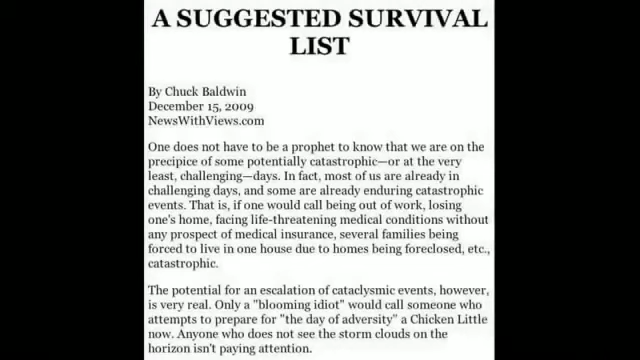 A SUGGESTED SURVIVAL
LIST
By Chuck Baldwin
December 15, 2009
NewsWithViews.com
One does not have to be a prophet to know that we are on the
precipice of some potentially catastrophic—or at the very
least, challenging—days. In fact, most of us are already in
challenging days, and some are already enduring catastrophic
events. That is, if one would call being out of work, losing
one's home, facing life-threatening medical conditions without
any prospect of medical insurance, several families being
forced to live in one house due to homes being foreclosed, etc.,
catastrophic.
The potential for an escalation of cataclysmic events, however,
is very real. Only a "blooming idiot" would call someone who
attempts to prepare for "the day of adversity" a Chicken Little
now. Anyone who does not see the storm clouds on the
horizon isn't paying attention.